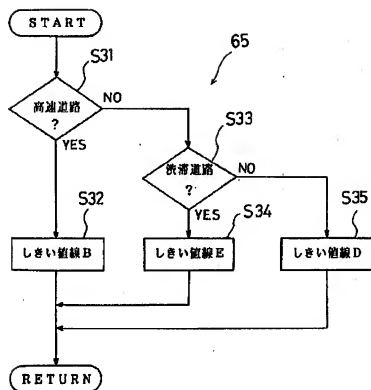 START
S31
65
高速道路
?
NO
YES
S33
渋滞道路
?
NO
YES
S32
S34
S35
しきい値線B
しきい値線E
しきい値線D
RETURN